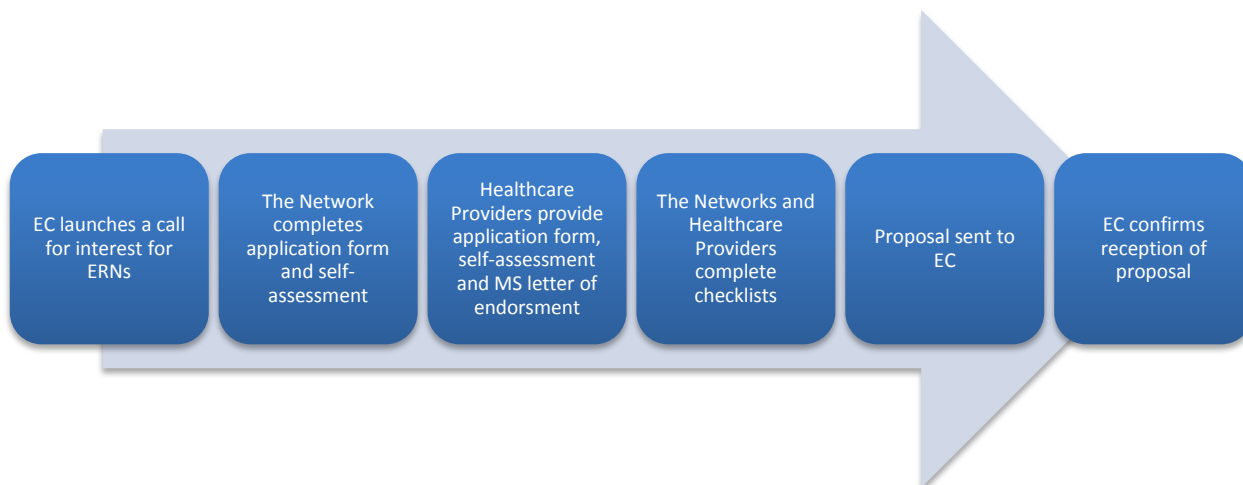 EC launches a call
for interest for
ERNs
The Network
completes
application form
and self-
assessment
Healthcare
Providers provide
application form,
self-assessment
and MS letter of
endorsment
The Networks and
Healthcare
Providers
complete
checklists
Proposal sent to
EC
EC confirms
reception of
proposal